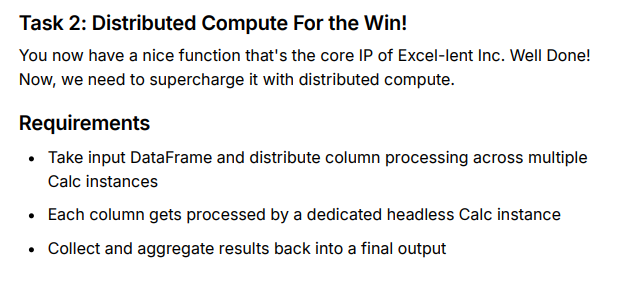 Task 2: Distributed Compute For the Win!
You now have a nice function that's the core IP of Excel-lent Inc. Well Done!
Now, we need to supercharge it with distributed compute.
Requirements
• Take input DataFrame and distribute column processing across multiple
Calc instances
• Each column gets processed by a dedicated headless Calc instance
• Collect and aggregate results back into a final output